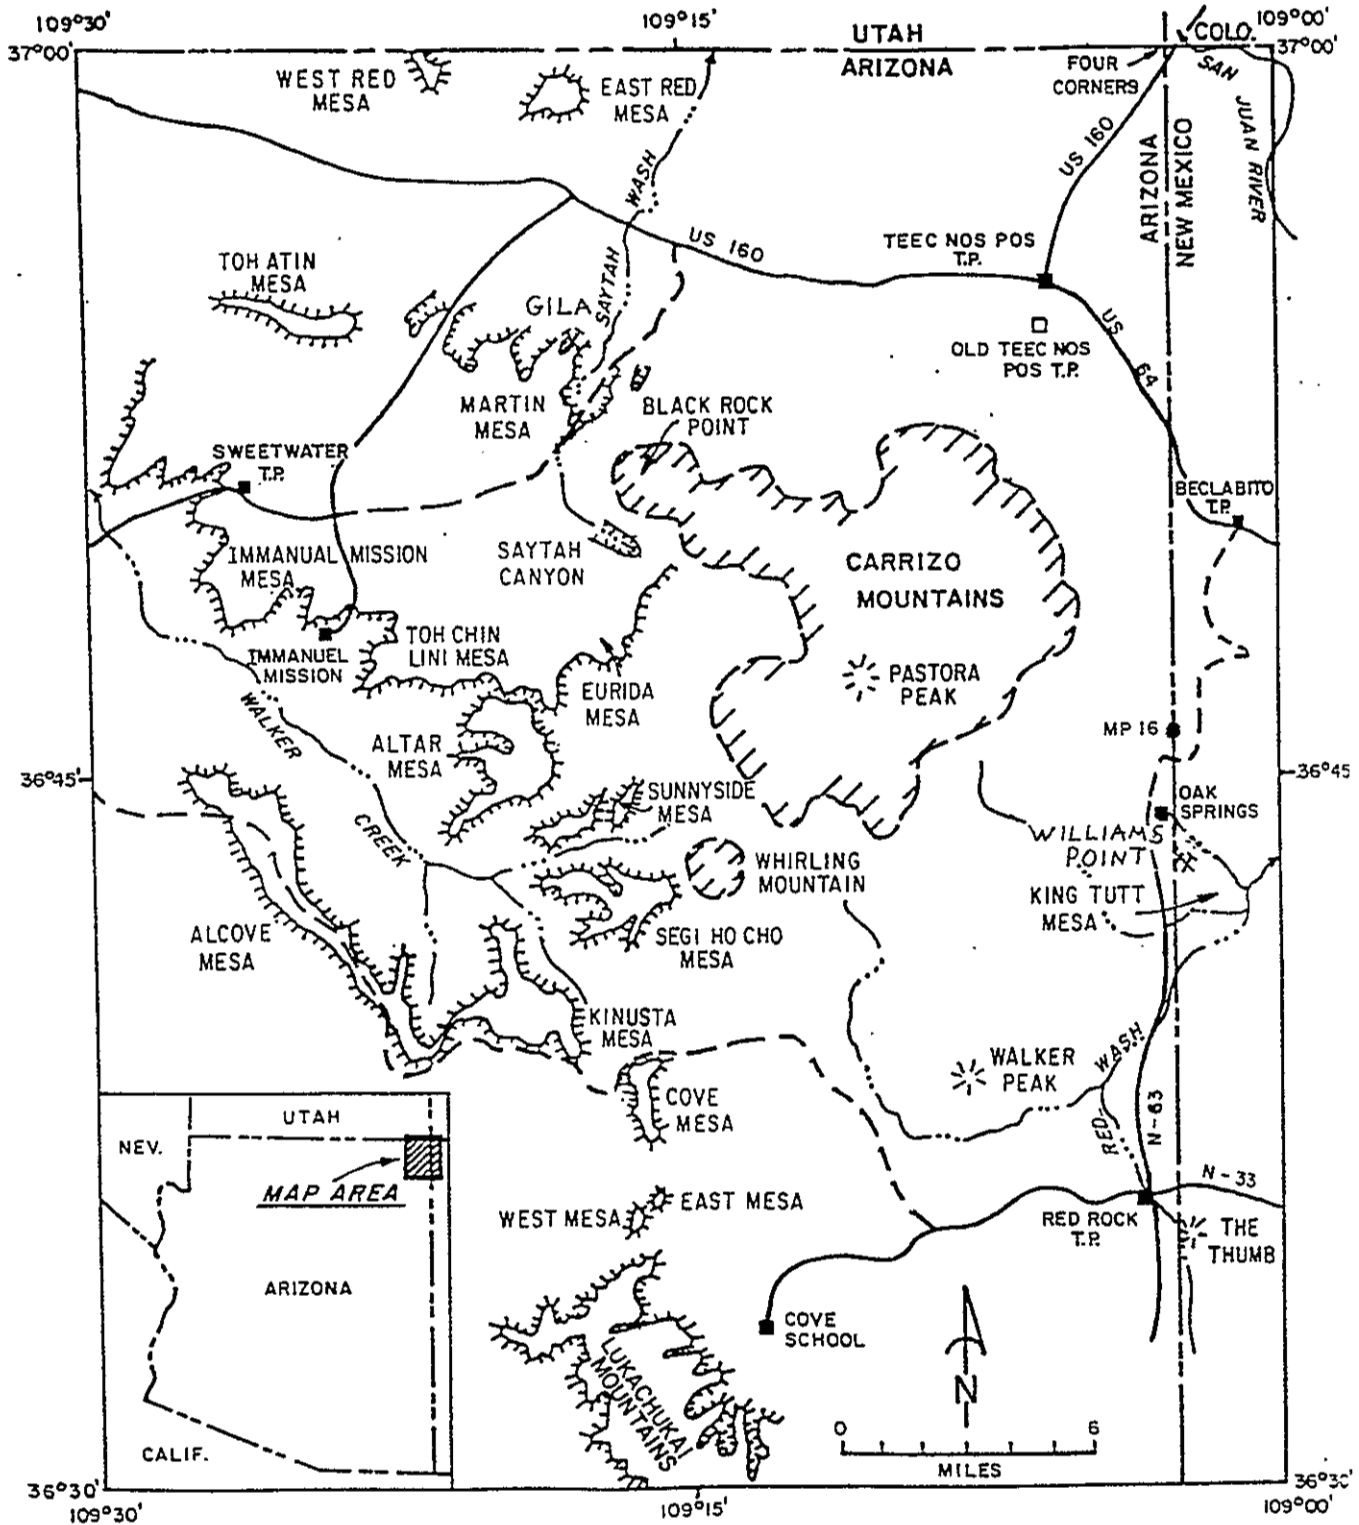 109°30'
109°15'
109°00'
37°00'
UTAH
ARIZONA
COLO.
37°00'
WEST RED
MESA
EAST RED
MESA
FOUR
CORNERS
SAN JUAN RIVER
US 160
ARIZONA
NEW MEXICO
SAYTAH WASH
US 160
TEEC NOS POS
T.P.
TOH ATIN
MESA
GILA
US 64
OLD TEEC NOS
POS T.P.
MARTIN
MESA
BLACK ROCK
POINT
SWEETWATER
T.P.
BECLABITO
T.P.
IMMANUAL MISSION
MESA
SAYTAH
CANYON
CARRIZO
MOUNTAINS
IMMANUEL
MISSION
TOH CHIN
LINI MESA
EURIDA
MESA
PASTORA
PEAK
WALKER
CREEK
ALTAR
MESA
MP 16
36°45'
36°45'
SUNNYSIDE
MESA
OAK
SPRINGS
WILLIAMS
POINT
WHIRLING
MOUNTAIN
KING TUTT
MESA
ALCOVE
MESA
SEGI HO CHO
MESA
KINUSTA
MESA
WALKER
PEAK
RED WASH
COVE
MESA
N-63
UTAH
NEV.
MAP AREA
ARIZONA
CALIF.
WEST MESA
EAST MESA
N-33
RED ROCK
T.P.
THE
THUMB
COVE
SCHOOL
LUKACHUKAI
MOUNTAINS
N
0
6
MILES
36°30'
36°30'
109°30'
109°15'
109°00'